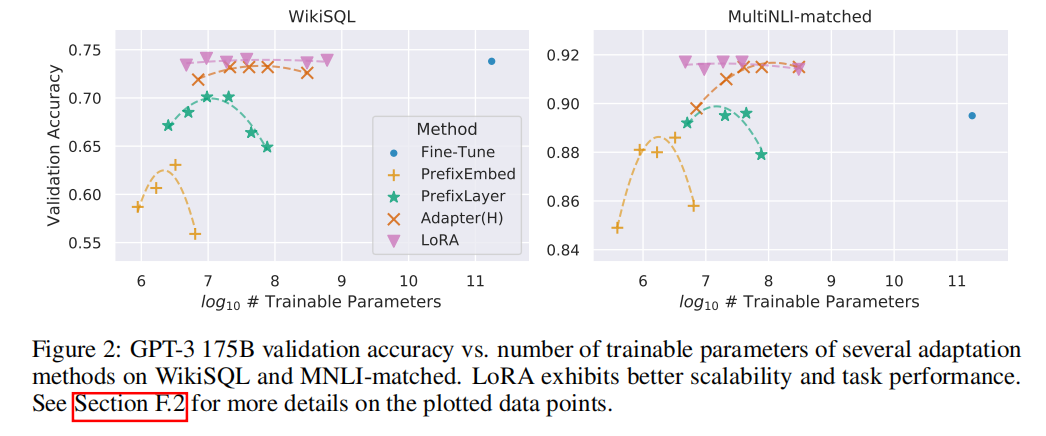 WikiSQL
MultiNLI-matched
Validation Accuracy
0.75
0.70
0.65
0.60
0.55
6 7 8 9 10 11
log10 # Trainable Parameters
Method
Fine-Tune
PrefixEmbed
PrefixLayer
Adapter(H)
LoRA
0.92
0.90
0.88
0.86
0.84
6 7 8 9 10 11
log10 # Trainable Parameters
Figure 2: GPT-3 175B validation accuracy vs. number of trainable parameters of several adaptation
methods on WikiSQL and MNLI-matched. LoRA exhibits better scalability and task performance.
See Section F.2 for more details on the plotted data points.